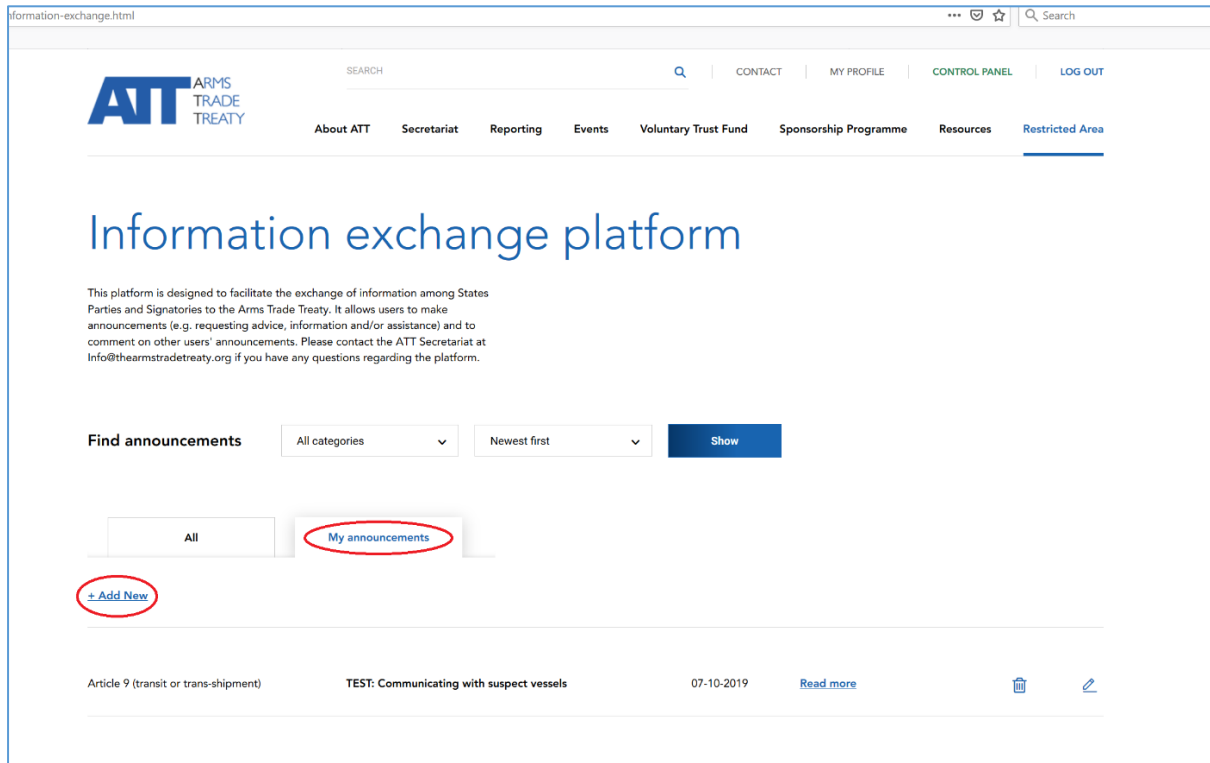 nformation-exchange.html
Search
ATT ARMS
TRADE
TREATY
SEARCH
CONTACT
MY PROFILE
CONTROL PANEL
LOG OUT
About ATT
Secretariat
Reporting
Events
Voluntary Trust Fund
Sponsorship Programme
Resources
Restricted Area
Information exchange platform
This platform is designed to facilitate the exchange of information among States
Parties and Signatories to the Arms Trade Treaty. It allows users to make
announcements (e.g. requesting advice, information and/or assistance) and to
comment on other users' announcements. Please contact the ATT Secretariat at
Info@thearmstradetreaty.org if you have any questions regarding the platform.
Find announcements
All categories
Newest first
Show
All
My announcements
+ Add New
Article 9 (transit or trans-shipment)
TEST: Communicating with suspect vessels
07-10-2019
Read more